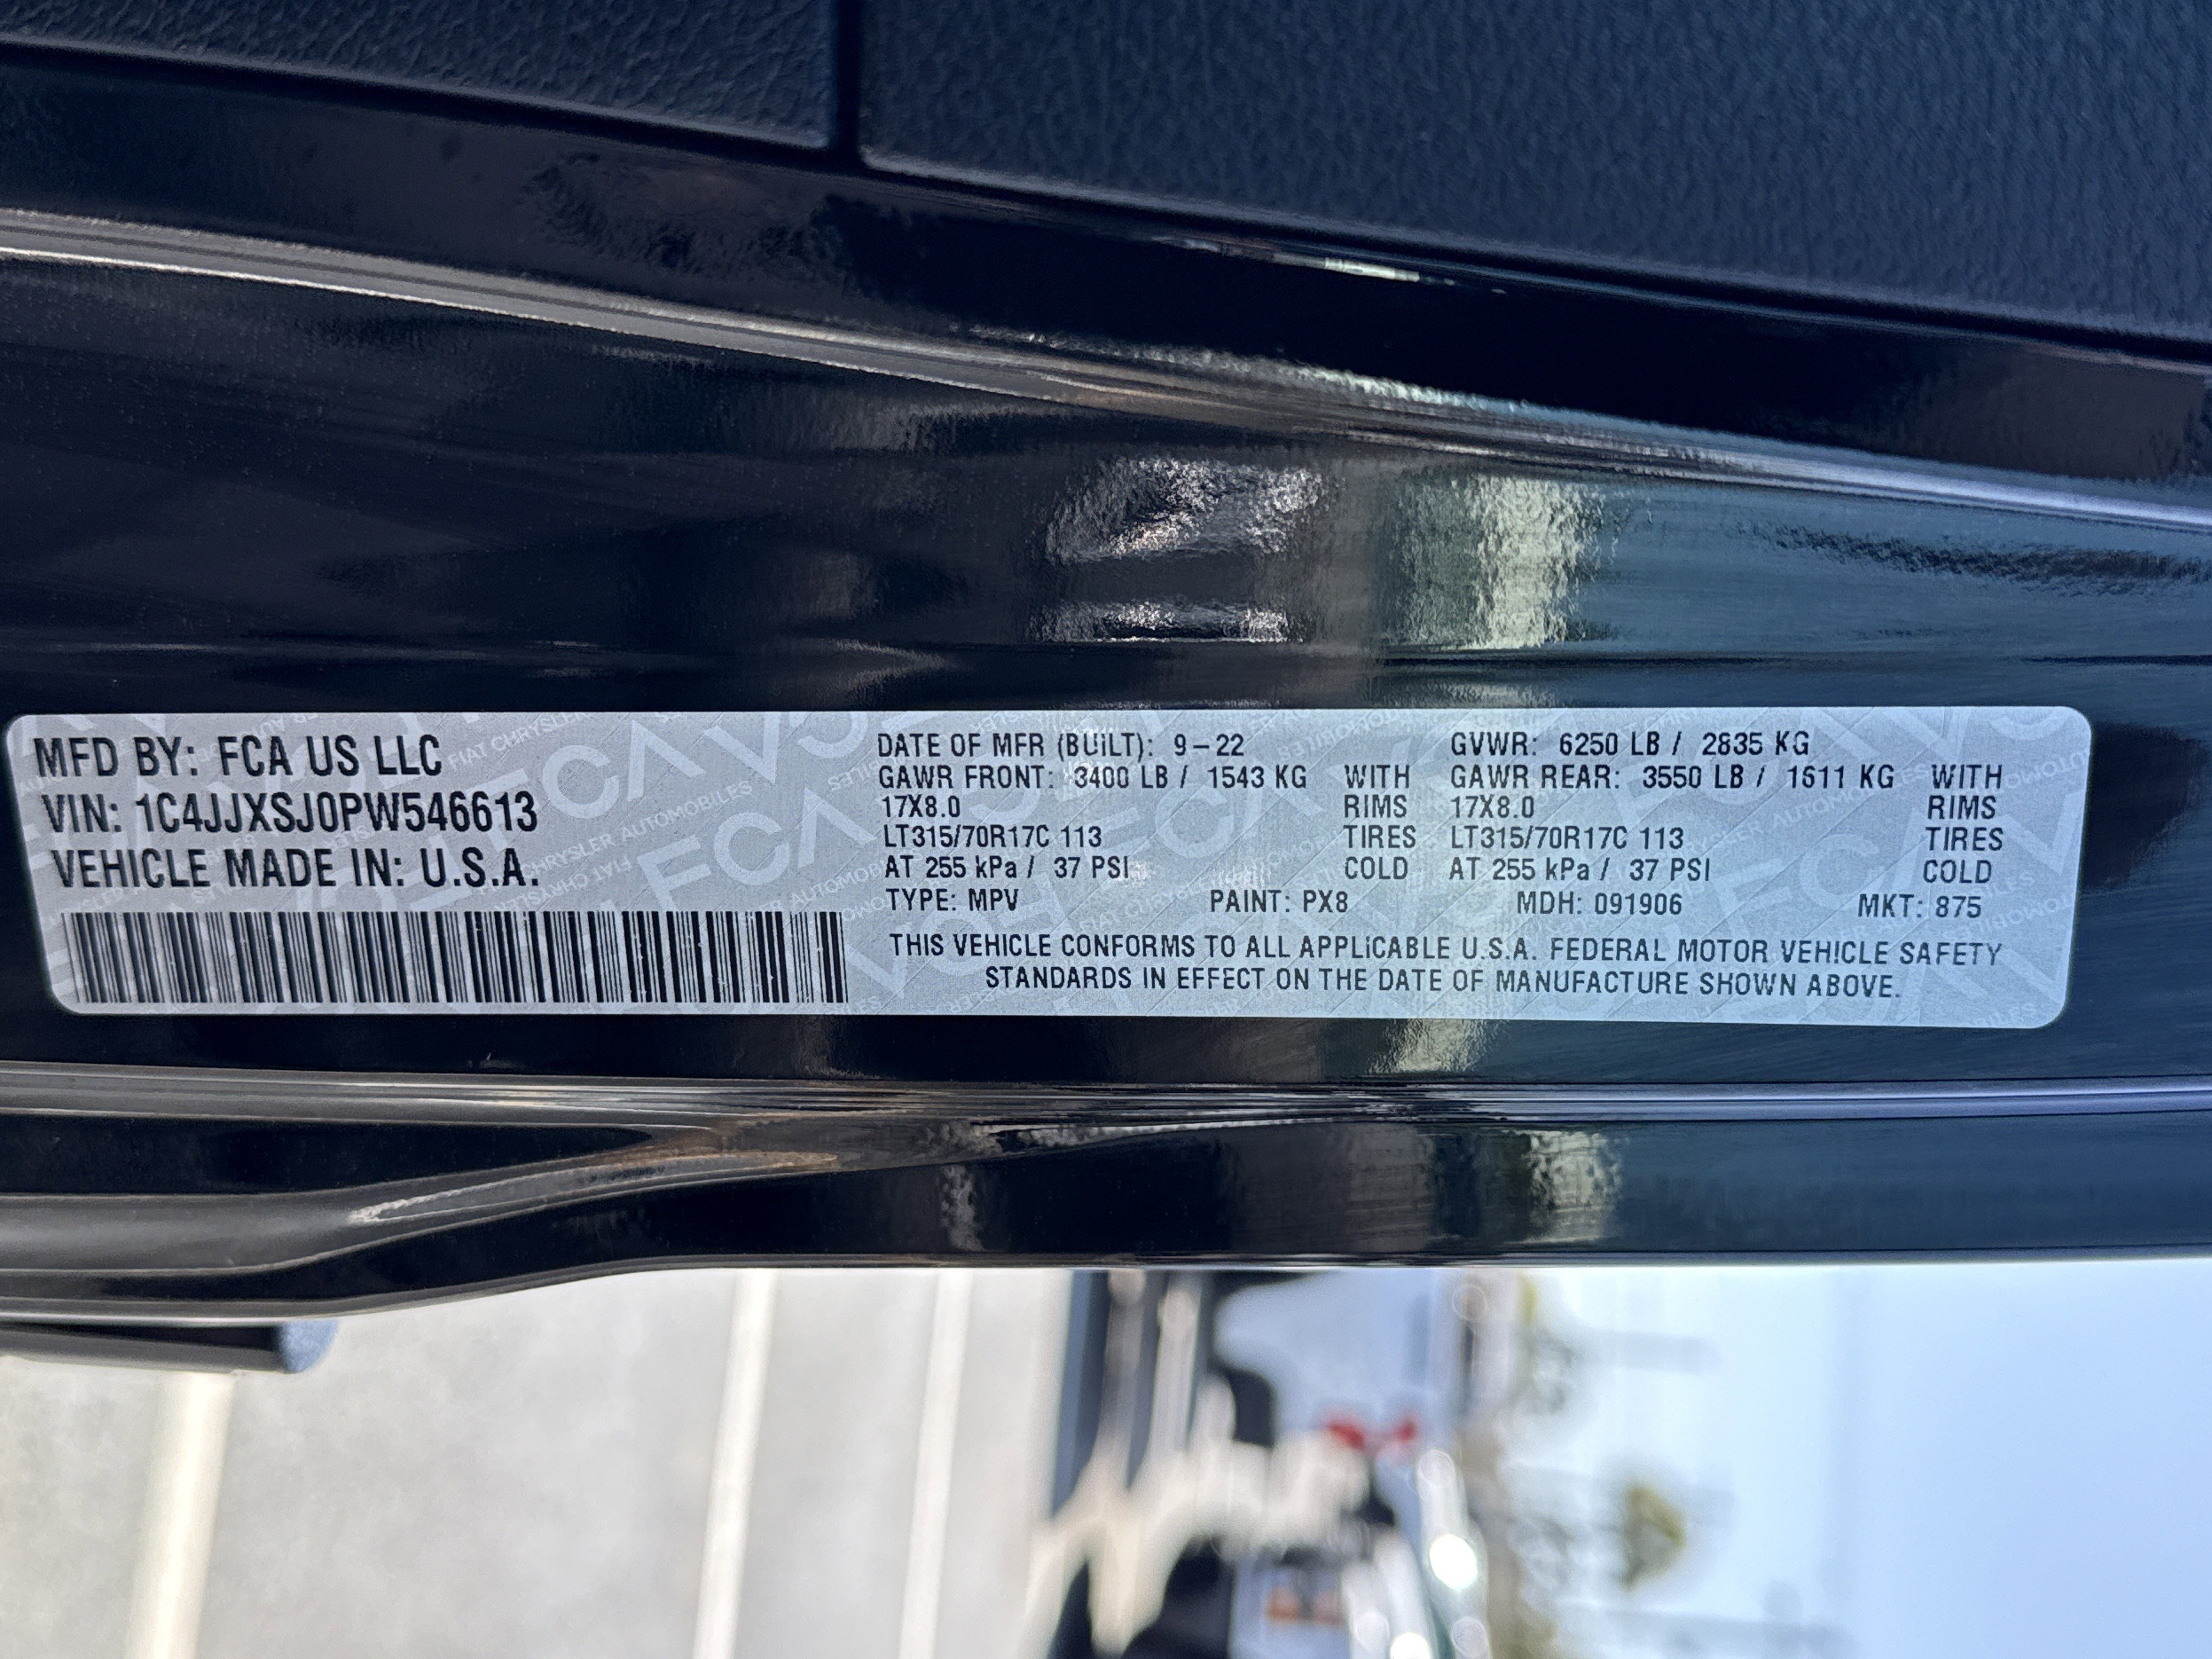 MFD BY: FCA US LLC
VIN: 1C4JJXSJ0PW546613
VEHICLE MADE IN: U.S.A.
DATE OF MFR (BUILT): 9-22 GVWR: 6250 LB / 2835 KG
GAWR FRONT: 3400 LB / 1543 KG WITH GAWR REAR: 3550 LB / 1611 KG WITH
17X8.0 RIMS 17X8.0 RIMS
LT315/70R17C 113 TIRES LT315/70R17C 113 TIRES
AT 255 kPa / 37 PSI COLD AT 255 kPa / 37 PSI COLD
TYPE: MPV PAINT: PX8 MDH: 091906 MKT: 875
THIS VEHICLE CONFORMS TO ALL APPLICABLE U.S.A. FEDERAL MOTOR VEHICLE SAFETY
STANDARDS IN EFFECT ON THE DATE OF MANUFACTURE SHOWN ABOVE.